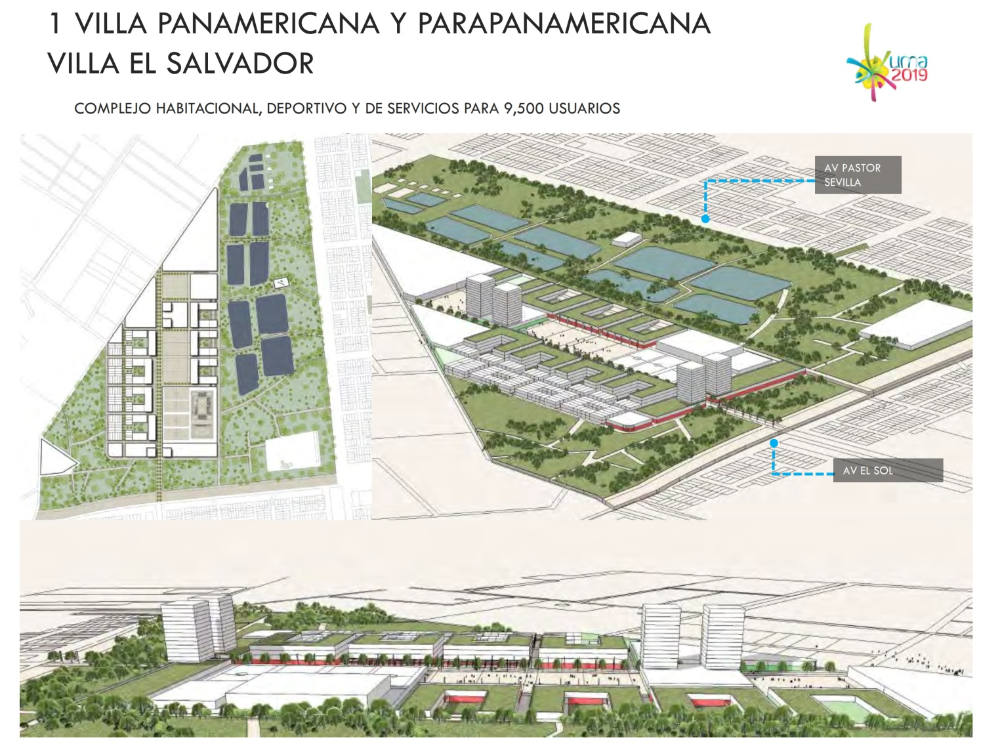 1 VILLA PANAMERICANA Y PARAPANAMERICANA
VILLA EL SALVADOR
lima
2019
COMPLEJO HABITACIONAL, DEPORTIVO Y DE SERVICIOS PARA 9,500 USUARIOS
AV PASTOR
SEVILLA
AV EL SOL